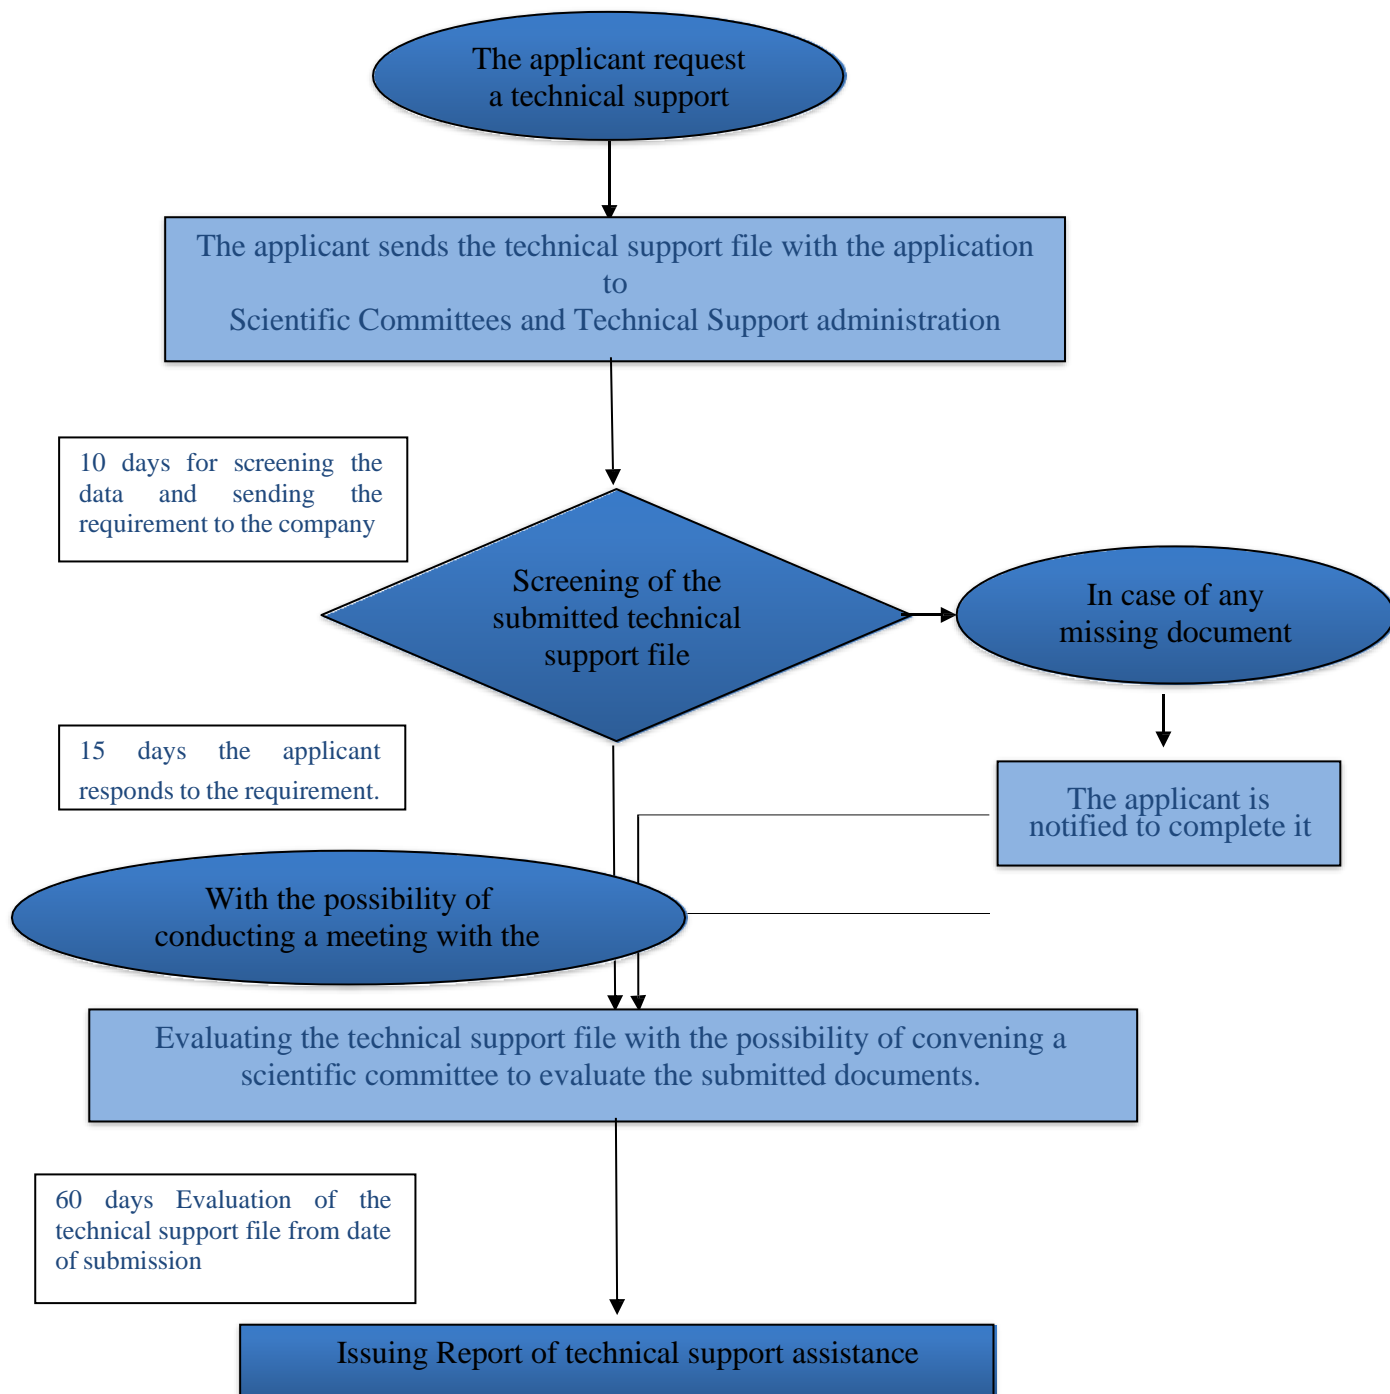 The applicant request
a technical support
The applicant sends the technical support file with the application
to
Scientific Committees and Technical Support administration
10 days for screening the
data and sending the
requirement to the company
Screening of the
submitted technical
support file
In case of any
missing document
15 days the applicant
responds to the requirement.
The applicant is
notified to complete it
With the possibility of
conducting a meeting with the
Evaluating the technical support file with the possibility of convening a
scientific committee to evaluate the submitted documents.
60 days Evaluation of the
technical support file from date
of submission
Issuing Report of technical support assistance